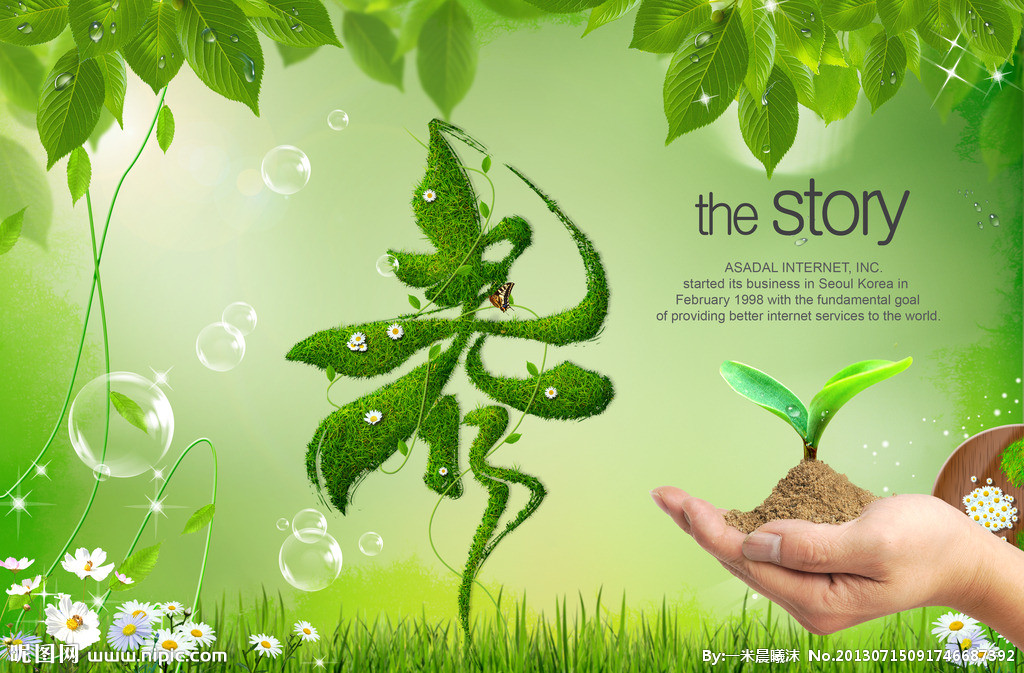 the story
ASADAL INTERNET, INC.
started its business in Seoul Korea in
February 1998 with the fundamental goal
of providing better internet services to the world.
昵图网 www.nipic.com
By:一米晨曦沫 No.20130715091746687392